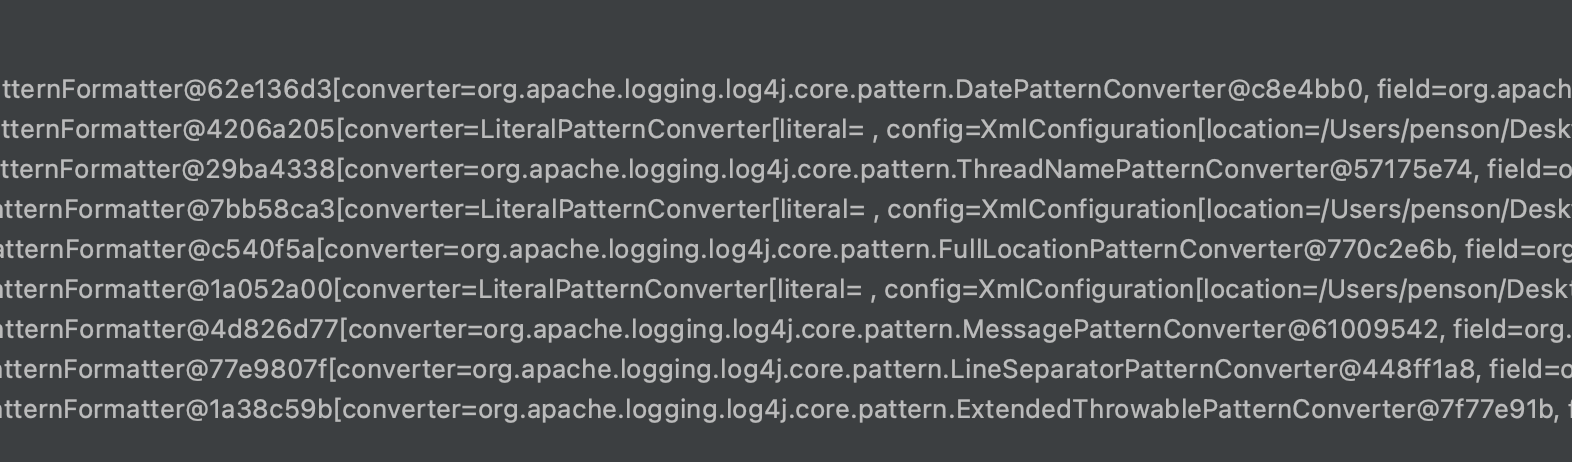 tternFormatter@62e136d3[converter=org.apache.logging.log4j.core.pattern.DatePatternConverter@c8e4bb0, field=org.apach
tternFormatter@4206a205[converter=LiteralPatternConverter[literal= , config=XmlConfiguration[location=/Users/penson/Desk
tternFormatter@29ba4338[converter=org.apache.logging.log4j.core.pattern.ThreadNamePatternConverter@57175e74, field=o
atternFormatter@7bb58ca3[converter=LiteralPatternConverter[literal= , config=XmlConfiguration[location=/Users/penson/Desk
atternFormatter@c540f5a[converter=org.apache.logging.log4j.core.pattern.FullLocationPatternConverter@770c2e6b, field=org
atternFormatter@1a052a00[converter=LiteralPatternConverter[literal= , config=XmlConfiguration[location=/Users/penson/Desk
atternFormatter@4d826d77[converter=org.apache.logging.log4j.core.pattern.MessagePatternConverter@61009542, field=org.
atternFormatter@77e9807f[converter=org.apache.logging.log4j.core.pattern.LineSeparatorPatternConverter@448ff1a8, field=o
atternFormatter@1a38c59b[converter=org.apache.logging.log4j.core.pattern.ExtendedThrowablePatternConverter@7f77e91b, f